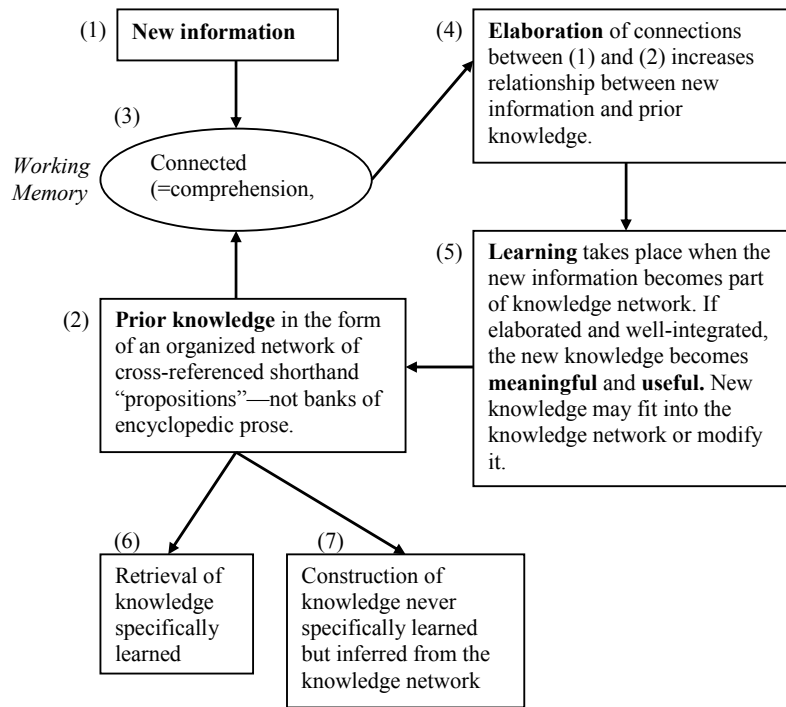 (1)
New information
(3)
Working
Memory
Connected
(=comprehension,
(4)
Elaboration of connections
between (1) and (2) increases
relationship between new
information and prior
knowledge.
(5)
Learning takes place when the
new information becomes part
of knowledge network. If
elaborated and well-integrated,
the new knowledge becomes
meaningful and useful. New
knowledge may fit into the
knowledge network or modify
it.
(2)
Prior knowledge in the form
of an organized network of
cross-referenced shorthand
“propositions”—not banks of
encyclopedic prose.
(6)
Retrieval of
knowledge
specifically
learned
(7)
Construction of
knowledge never
specifically learned
but inferred from the
knowledge network